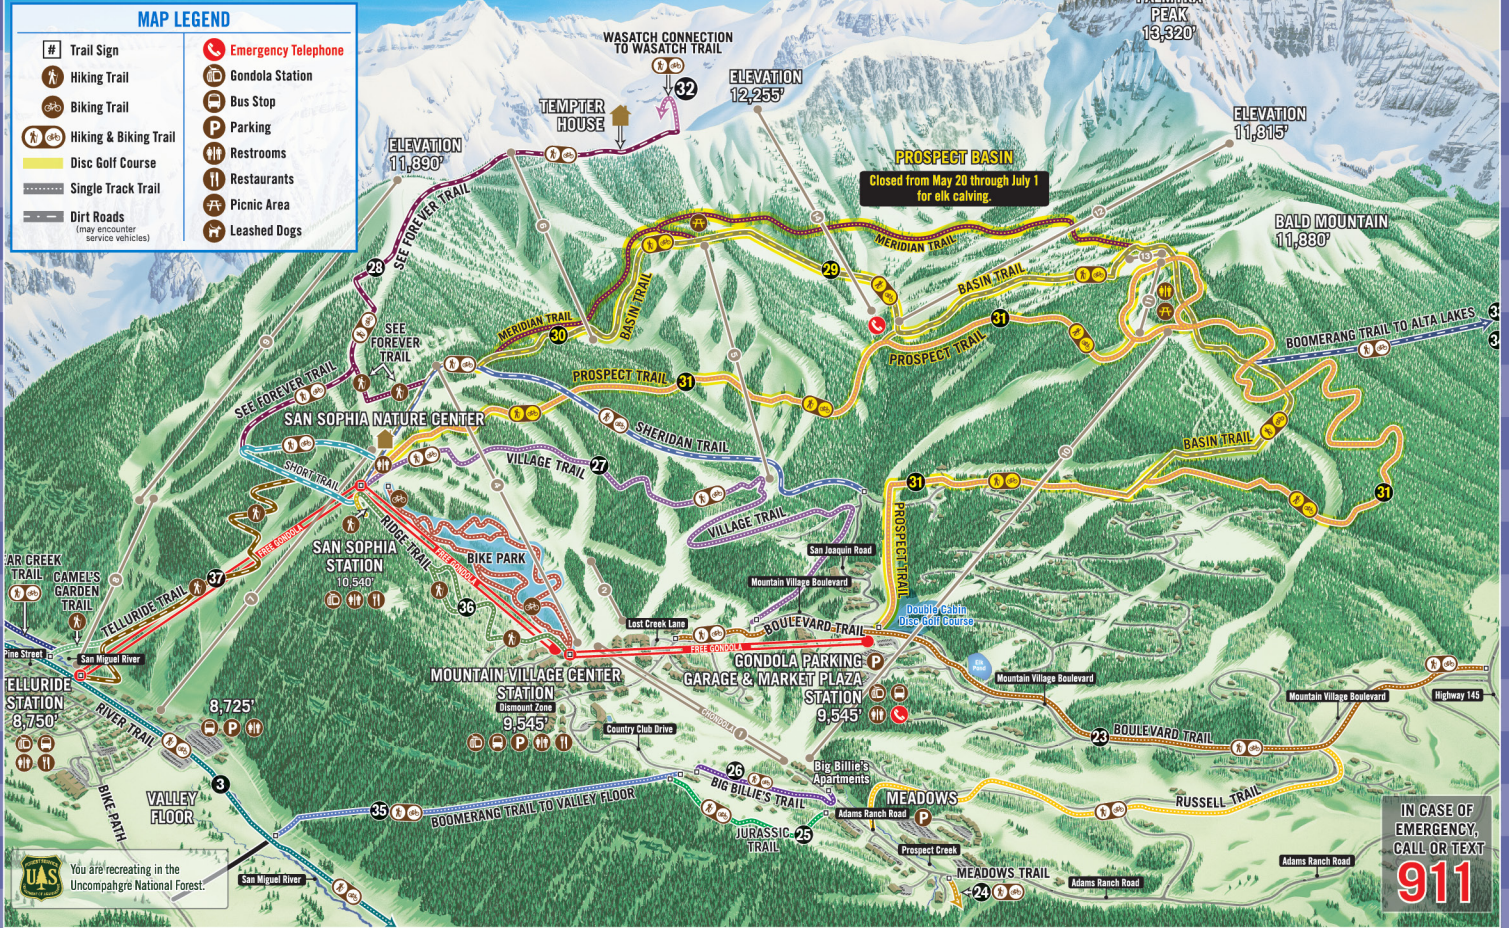 MAP LEGEND
# Trail Sign
Hiking Trail
Biking Trail
Hiking & Biking Trail
Disc Golf Course
Single Track Trail
Dirt Roads
(may encounter
service vehicles)
Emergency Telephone
Gondola Station
Bus Stop
P Parking
Restrooms
Restaurants
Picnic Area
Leashed Dogs
WASATCH CONNECTION
TO WASATCH TRAIL
32
TEMPTER
HOUSE
ELEVATION
12,255'
PEAK
13,320'
ELEVATION
11,815'
ELEVATION
11,890'
PROSPECT BASIN
Closed from May 20 through July 1
for elk calving.
BALD MOUNTAIN
11,880'
SEE FOREVER TRAIL
28
MERIDIAN TRAIL
29
BASIN TRAIL
BASIN TRAIL
MERIDIAN TRAIL
30
31
PROSPECT TRAIL
BOOMERANG TRAIL TO ALTA LAKES
SEE
FOREVER
TRAIL
SEE FOREVER TRAIL
PROSPECT TRAIL
31
SAN SOPHIA NATURE CENTER
SHERIDAN TRAIL
BASIN TRAIL
VILLAGE TRAIL
27
SHORT TRAIL
31
31
VILLAGE TRAIL
PROSPECT TRAIL
FREE GONDOLA
SAN SOPHIA
STATION
10,540'
RIDGE TRAIL
FREE GONDOLA
BIKE PARK
San Joaquin Road
Mountain Village Boulevard
EAR CREEK
TRAIL
CAMEL'S
GARDEN
TRAIL
TELLURIDE TRAIL
37
36
2
Double Cabin
Disc Golf Course
Lost Creek Lane
BOULEVARD TRAIL
FREE GONDOLA
Pine Street
San Miguel River
Elk
Pond
MOUNTAIN VILLAGE CENTER
STATION
Dismount Zone
9,545'
P
GONDOLA PARKING
GARAGE & MARKET PLAZA
STATION
9,545'
P
Mountain Village Boulevard
Mountain Village Boulevard
Highway 145
ELLURIDE
STATION
8,750'
8,725'
P
RIVER TRAIL
CHONDOLA 1
Country Club Drive
23
BOULEVARD TRAIL
Big Billie's
Apartments
26
BIG BILLIE'S TRAIL
3
VALLEY
FLOOR
BIKE PATH
35
BOOMERANG TRAIL TO VALLEY FLOOR
MEADOWS
P
Adams Ranch Road
RUSSELL TRAIL
JURASSIC
TRAIL
25
Prospect Creek
MEADOWS TRAIL
24
Adams Ranch Road
Adams Ranch Road
San Miguel River
FOREST SERVICE
UAS
You are recreating in the
Uncompahgre National Forest.
IN CASE OF
EMERGENCY,
CALL OR TEXT
911